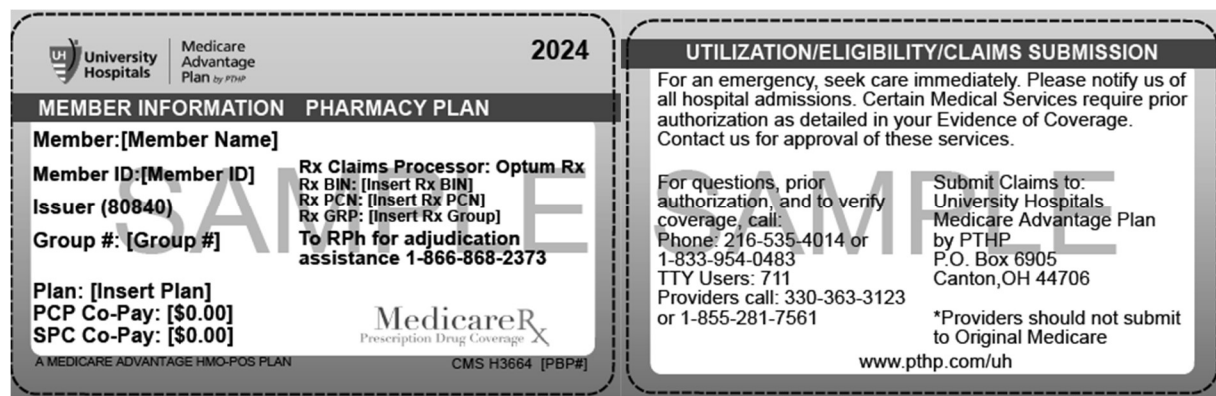 UH University Hospitals
Medicare Advantage Plan by PTHP
2024
MEMBER INFORMATION PHARMACY PLAN
Member:[Member Name]
Member ID:[Member ID]
Issuer (80840)
Group #: [Group #]
Rx Claims Processor: Optum Rx
Rx BIN: [Insert Rx BIN]
Rx PCN: [Insert Rx PCN]
Rx GRP: [Insert Rx Group]
To RPh for adjudication
assistance 1-866-868-2373
Plan: [Insert Plan]
PCP Co-Pay: [$0.00]
SPC Co-Pay: [$0.00]
MedicareRx
Prescription Drug Coverage
A MEDICARE ADVANTAGE HMO-POS PLAN
CMS H3664 [PBP#]
SAMPLE
UTILIZATION/ELIGIBILITY/CLAIMS SUBMISSION
For an emergency, seek care immediately. Please notify us of
all hospital admissions. Certain Medical Services require prior
authorization as detailed in your Evidence of Coverage.
Contact us for approval of these services.
For questions, prior
authorization, and to verify
coverage, call:
Phone: 216-535-4014 or
1-833-954-0483
TTY Users: 711
Providers call: 330-363-3123
or 1-855-281-7561
Submit Claims to:
University Hospitals
Medicare Advantage Plan
by PTHP
P.O. Box 6905
Canton,OH 44706
*Providers should not submit
to Original Medicare
www.pthp.com/uh
SAMPLE